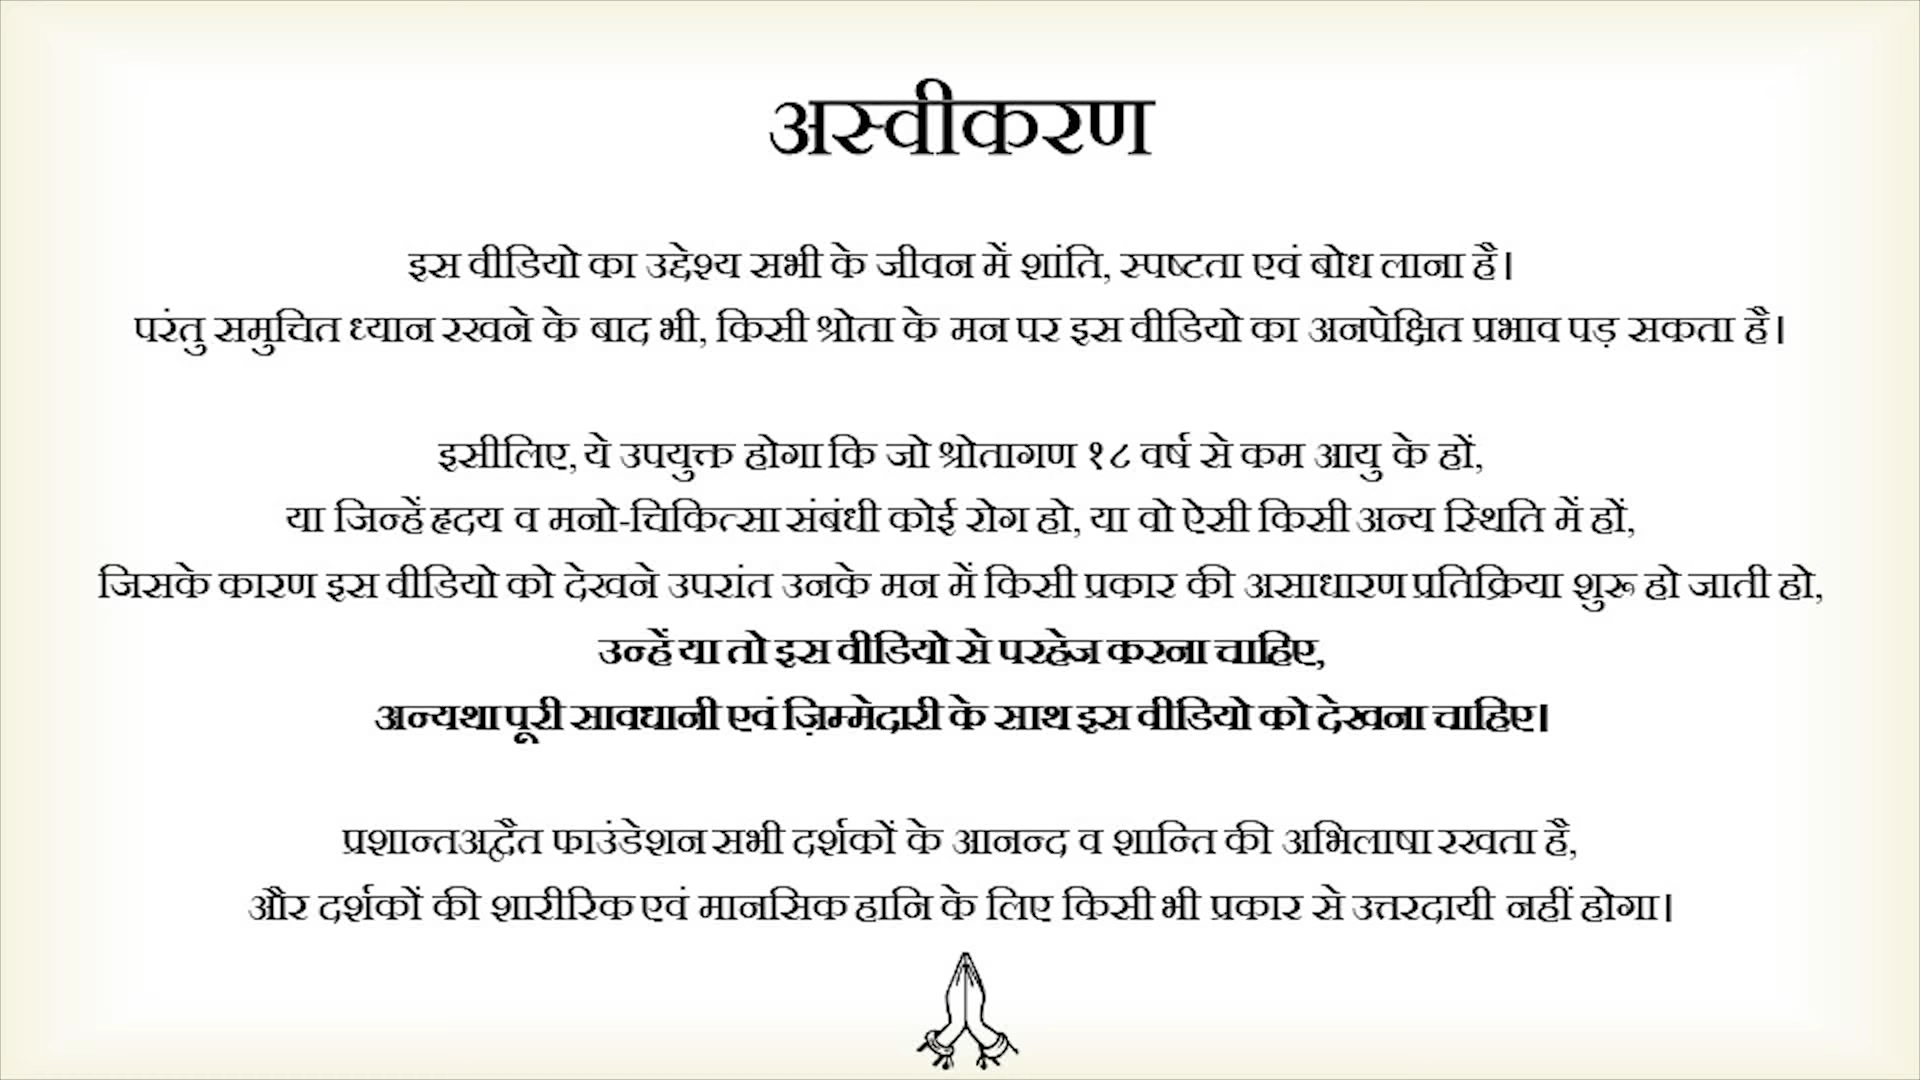 अस्वीकरण
इस वीडियो का उद्देश्य सभी के जीवन में शांति, स्पष्टता एवं बोध लाना है।
परंतु समुचित ध्यान रखने के बाद भी, किसी श्रोता के मन पर इस वीडियो का अनपेक्षित प्रभाव पड़ सकता है।
इसीलिए, ये उपयुक्त होगा कि जो श्रोतागण १८ वर्ष से कम आयु के हों,
या जिन्हें हृदय व मनो-चिकित्सा संबंधी कोई रोग हो, या वो ऐसी किसी अन्य स्थिति में हों,
जिसके कारण इस वीडियो को देखने उपरांत उनके मन में किसी प्रकार की असाधारण प्रतिक्रिया शुरू हो जाती हो,
उन्हें या तो इस वीडियो से परहेज करना चाहिए,
अन्यथा पूरी सावधानी एवं ज़िम्मेदारी के साथ इस वीडियो को देखना चाहिए।
प्रशान्तअद्वैत फाउंडेशन सभी दर्शकों के आनन्द व शान्ति की अभिलाषा रखता है,
और दर्शकों की शारीरिक एवं मानसिक हानि के लिए किसी भी प्रकार से उत्तरदायी नहीं होगा।